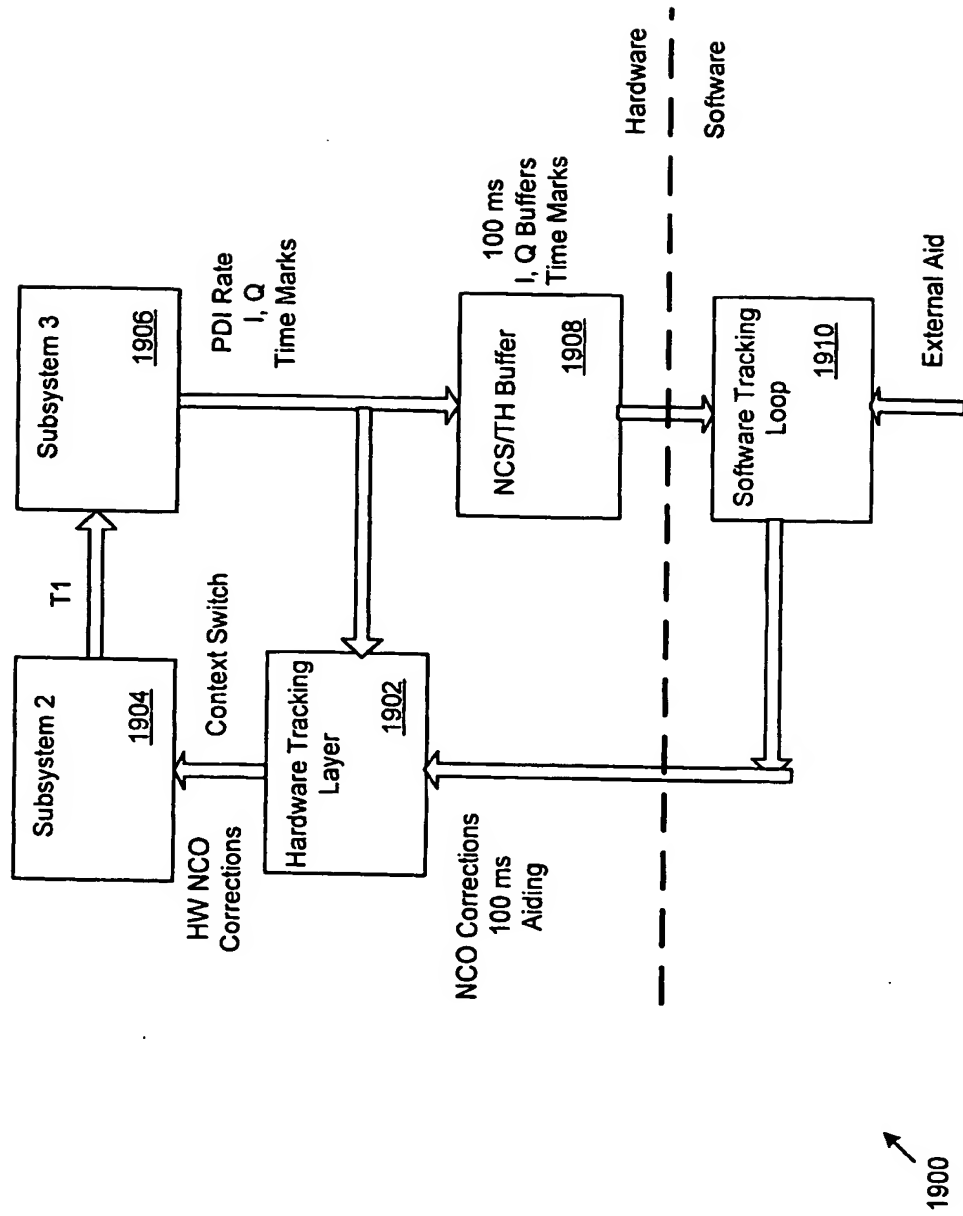 Subsystem 2
1904
T1
Subsystem 3
1906
HW NCO
Corrections
Context Switch
PDI Rate
I, Q
Time Marks
Hardware Tracking
Layer
1902
NCS/TH Buffer
1908
100 ms
I, Q Buffers
Time Marks
NCO Corrections
100 ms
Aiding
Hardware
Software
Software Tracking
Loop
1910
External Aid
1900